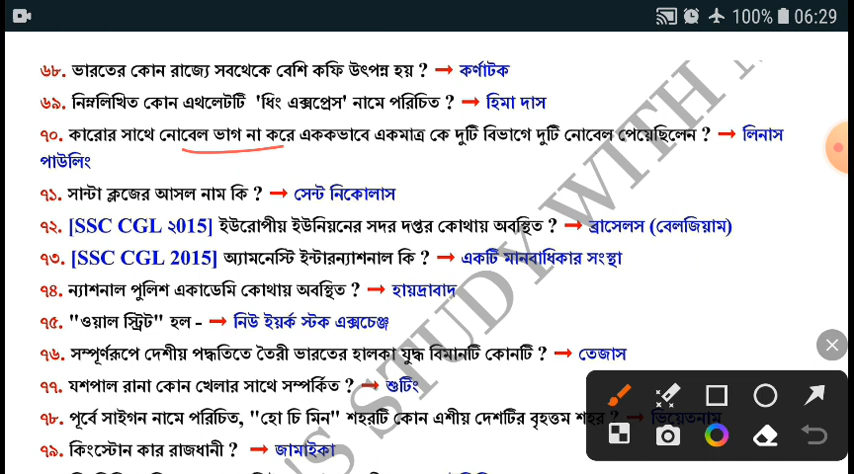 100% 06:29
৬৮. ভারতের কোন রাজ্যে সবথেকে বেশি কফি উৎপন্ন হয় ? → কর্ণাটক
৬৯. নিম্নলিখিত কোন এথলেটটি 'ধিং এক্সপ্রেস' নামে পরিচিত ? → হিমা দাস
৭০. কারোর সাথে নোবেল ভাগ না করে এককভাবে একমাত্র কে দুটি বিভাগে দুটি নোবেল পেয়েছিলেন ? → লিনাস
পাউলিং
৭১. সান্টা ক্লজের আসল নাম কি ? → সেন্ট নিকোলাস
৭২. [SSC CGL ২015] ইউরোপীয় ইউনিয়নের সদর দপ্তর কোথায় অবস্থিত ? → ব্রাসেলস (বেলজিয়াম)
৭৩. [SSC CGL 2015] অ্যামনেস্টি ইন্টারন্যাশনাল কি ? → একটি মানবাধিকার সংস্থা
৭৪. ন্যাশনাল পুলিশ একাডেমি কোথায় অবস্থিত ? → হায়দ্রাবাদ
৭৫. "ওয়াল স্ট্রিট" হল - → নিউ ইয়র্ক স্টক এক্সচেঞ্জ
৭৬. সম্পূর্ণরূপে দেশীয় পদ্ধতিতে তৈরী ভারতের হালকা যুদ্ধ বিমানটি কোনটি ? → তেজাস
৭৭. যশপাল রানা কোন খেলার সাথে সম্পর্কিত ? → শুটিং
৭৮. পূর্বে সাইগন নামে পরিচিত, "হো চি মিন" শহরটি কোন এশীয় দেশটির বৃহত্তম শহর ? → ভিয়েতনাম
৭৯. কিংস্টোন কার রাজধানী ? → জামাইকা
STUDY WITH